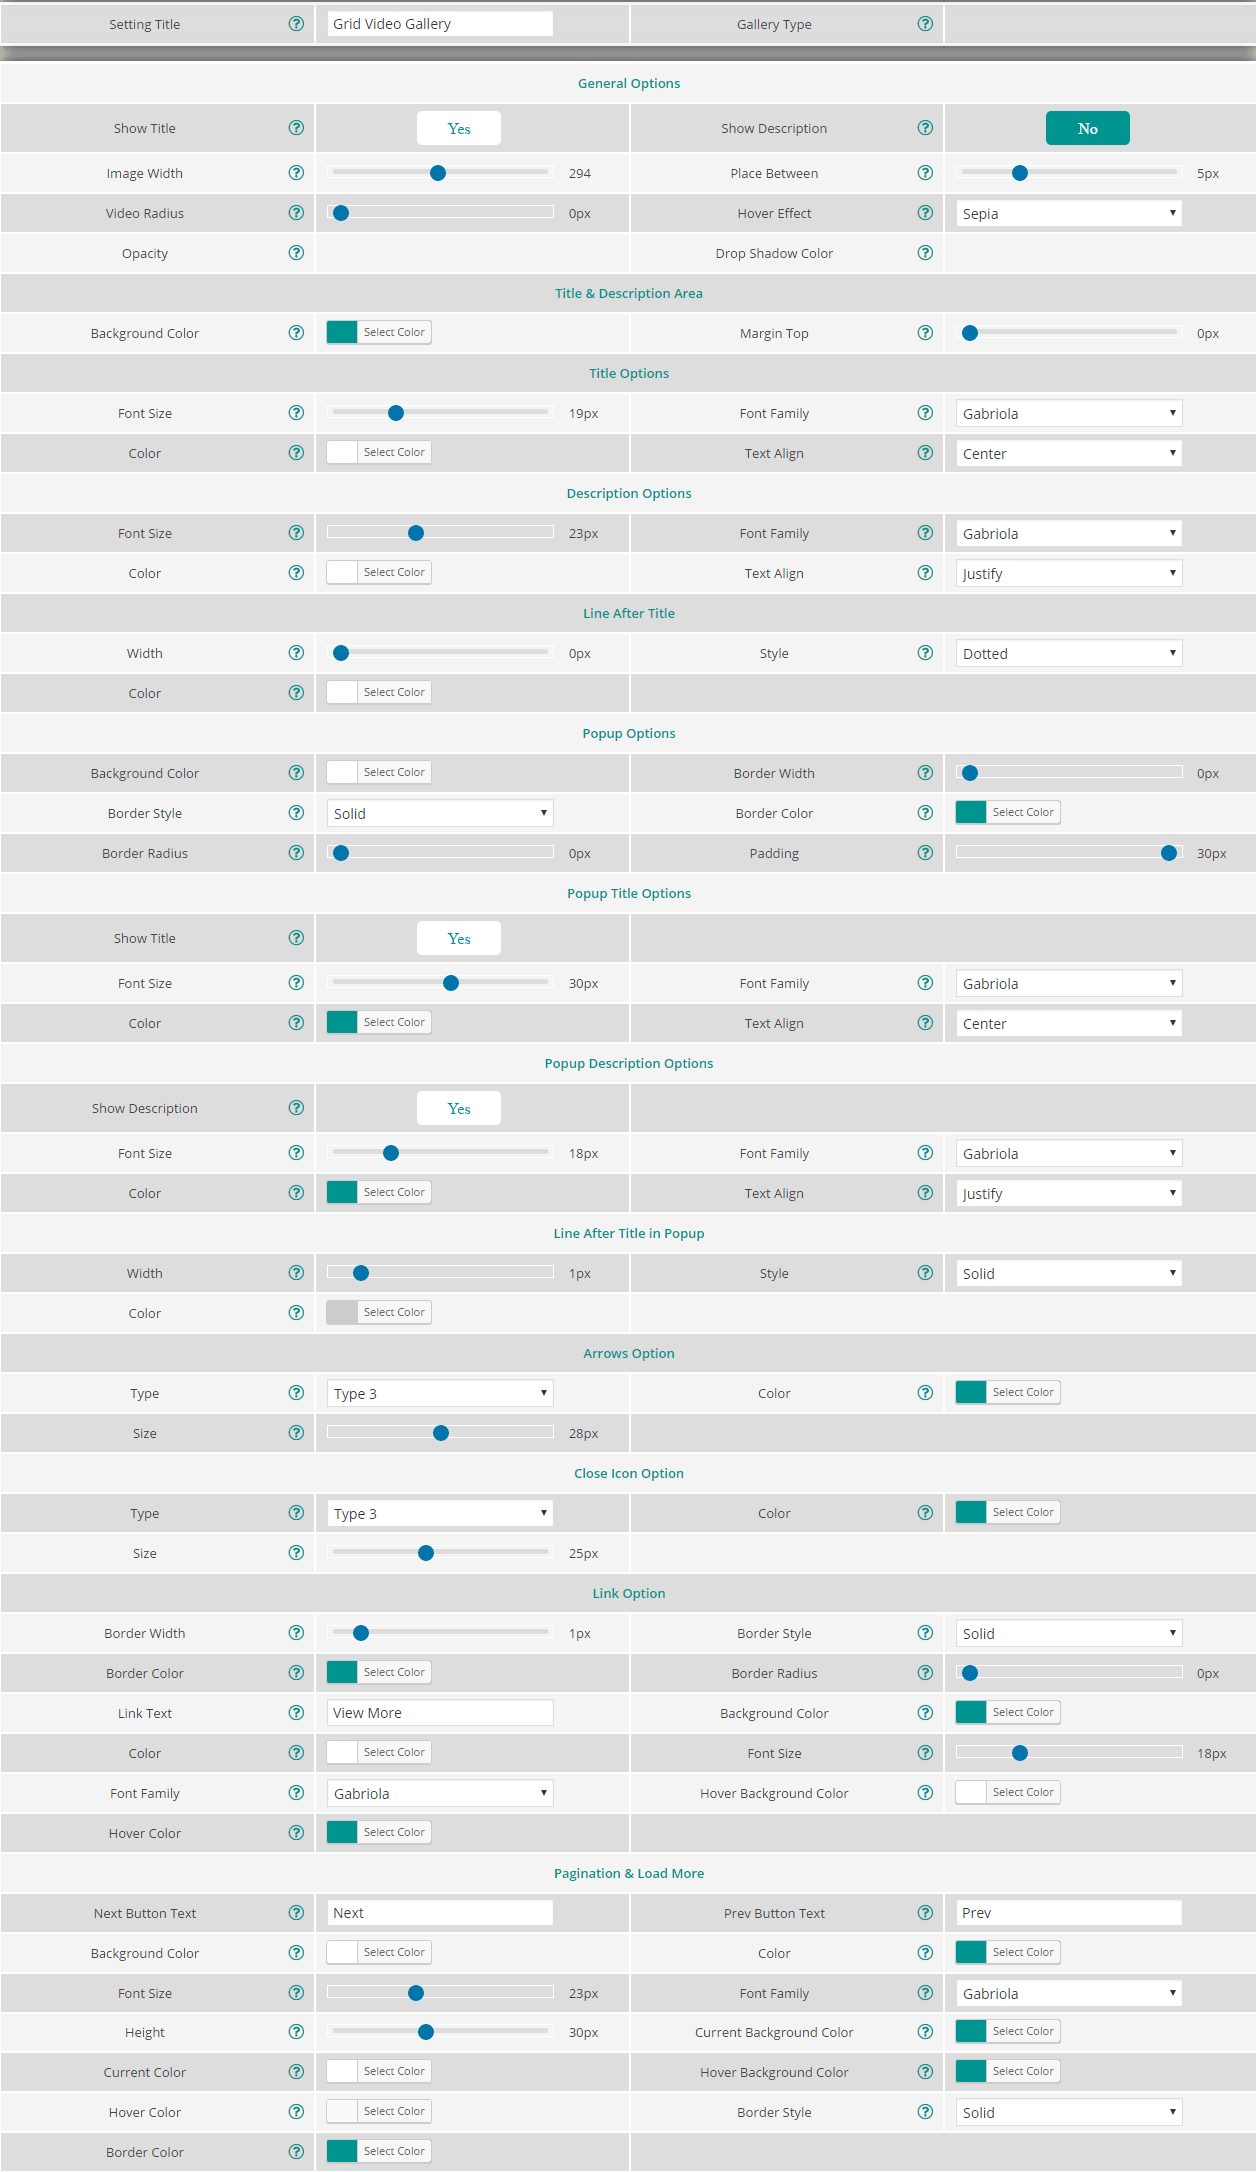 Setting Title ? Grid Video Gallery Gallery Type ?
General Options
Show Title ? Yes Show Description ? No
Image Width ? 294 Place Between ? 5px
Video Radius ? 0px Hover Effect ? Sepia
Opacity ? Drop Shadow Color ?
Title & Description Area
Background Color ? Select Color Margin Top ? 0px
Title Options
Font Size ? 19px Font Family ? Gabriola
Color ? Select Color Text Align ? Center
Description Options
Font Size ? 23px Font Family ? Gabriola
Color ? Select Color Text Align ? Justify
Line After Title
Width ? 0px Style ? Dotted
Color ? Select Color
Popup Options
Background Color ? Select Color Border Width ? 0px
Border Style ? Solid Border Color ? Select Color
Border Radius ? 0px Padding ? 30px
Popup Title Options
Show Title ? Yes
Font Size ? 30px Font Family ? Gabriola
Color ? Select Color Text Align ? Center
Popup Description Options
Show Description ? Yes
Font Size ? 18px Font Family ? Gabriola
Color ? Select Color Text Align ? Justify
Line After Title in Popup
Width ? 1px Style ? Solid
Color ? Select Color
Arrows Option
Type ? Type 3 Color ? Select Color
Size ? 28px
Close Icon Option
Type ? Type 3 Color ? Select Color
Size ? 25px
Link Option
Border Width ? 1px Border Style ? Solid
Border Color ? Select Color Border Radius ? 0px
Link Text ? View More Background Color ? Select Color
Color ? Select Color Font Size ? 18px
Font Family ? Gabriola Hover Background Color ? Select Color
Hover Color ? Select Color
Pagination & Load More
Next Button Text ? Next Prev Button Text ? Prev
Background Color ? Select Color Color ? Select Color
Font Size ? 23px Font Family ? Gabriola
Height ? 30px Current Background Color ? Select Color
Current Color ? Select Color Hover Background Color ? Select Color
Hover Color ? Select Color Border Style ? Solid
Border Color ? Select Color